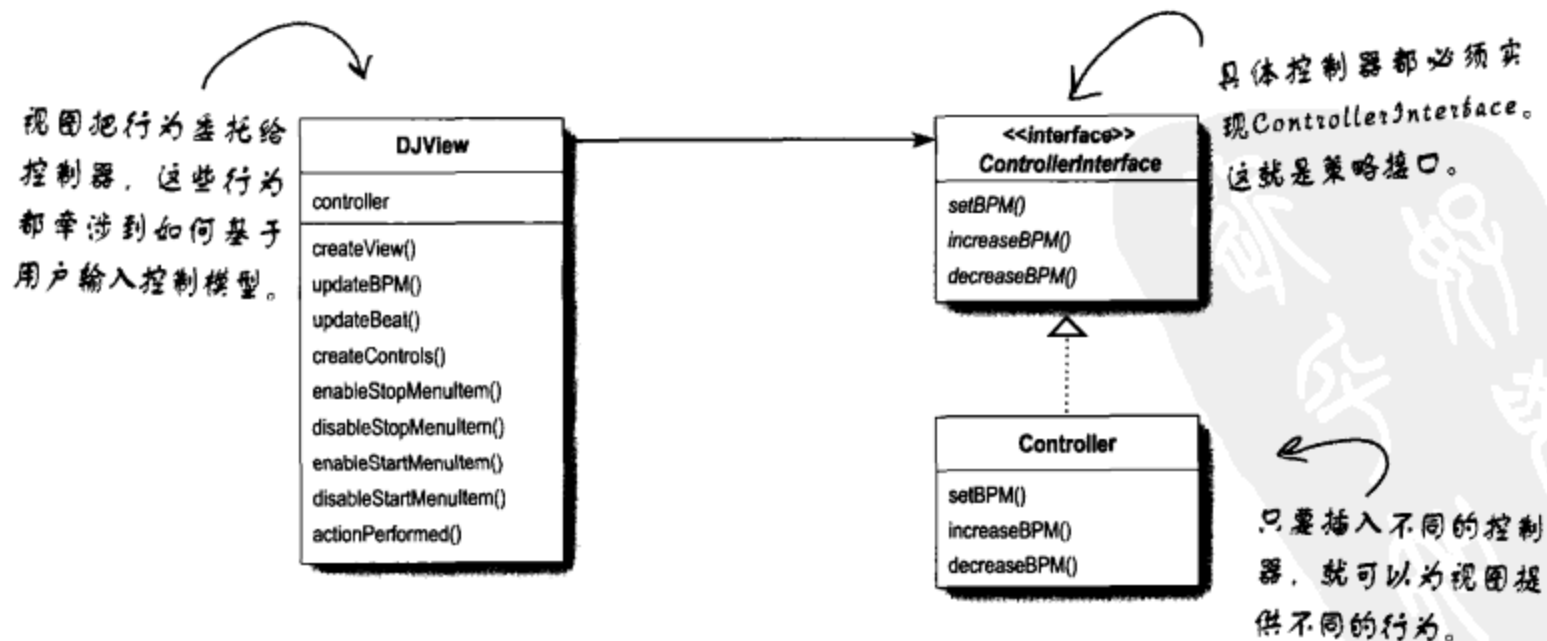 视图把行为委托给
控制器，这些行为
都牵涉到如何基于
用户输入控制模型。
DJView
controller
createView()
updateBPM()
updateBeat()
createControls()
enableStopMenuItem()
disableStopMenuItem()
enableStartMenuItem()
disableStartMenuItem()
actionPerformed()
具体控制器都必须实
现ControllerInterface。
这就是策略接口。
<<interface>>
ControllerInterface
setBPM()
increaseBPM()
decreaseBPM()
Controller
setBPM()
increaseBPM()
decreaseBPM()
只要插入不同的控制
器，就可以为视图提
供不同的行为。